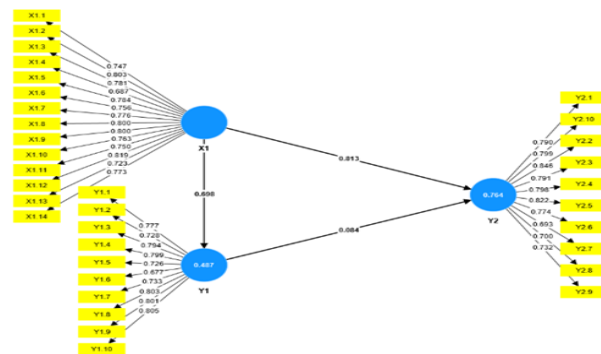 X1.1
X1.2
X1.3
X1.4
X1.5
X1.6
X1.7
X1.8
X1.9
X1.10
X1.11
X1.12
X1.13
X1.14
0.747
0.803
0.781
0.687
0.784
0.756
0.776
0.800
0.800
0.763
0.750
0.819
0.723
0.773
X1
0.813
0.698
0.084
Y1.1
Y1.2
Y1.3
Y1.4
Y1.5
Y1.6
Y1.7
Y1.8
Y1.9
Y1.10
0.777
0.728
0.794
0.799
0.726
0.677
0.733
0.803
0.801
0.805
0.487
Y1
0.764
Y2
0.790
0.799
0.846
0.791
0.798
0.822
0.774
0.693
0.700
0.732
Y2.1
Y2.10
Y2.2
Y2.3
Y2.4
Y2.5
Y2.6
Y2.7
Y2.8
Y2.9